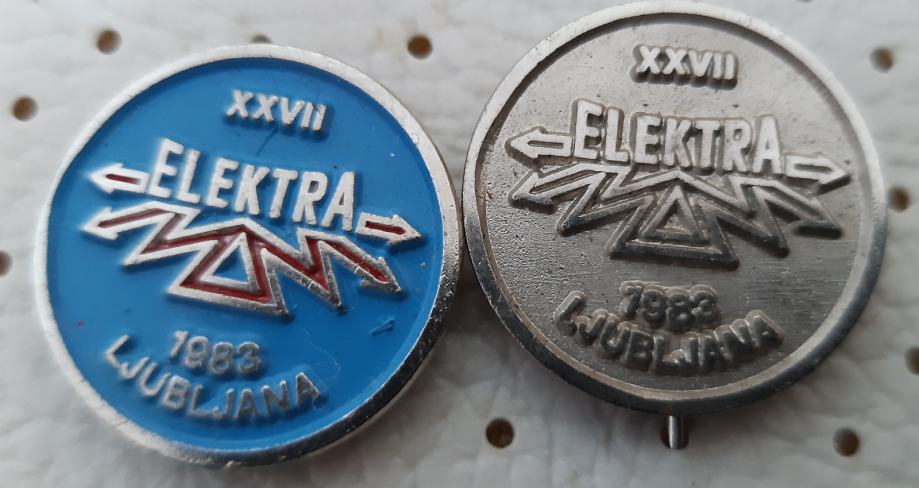 XXVII
ELEKTRA
1983
LJUBLJANA
XXVII
ELEKTRA
1983
LJUBLJANA